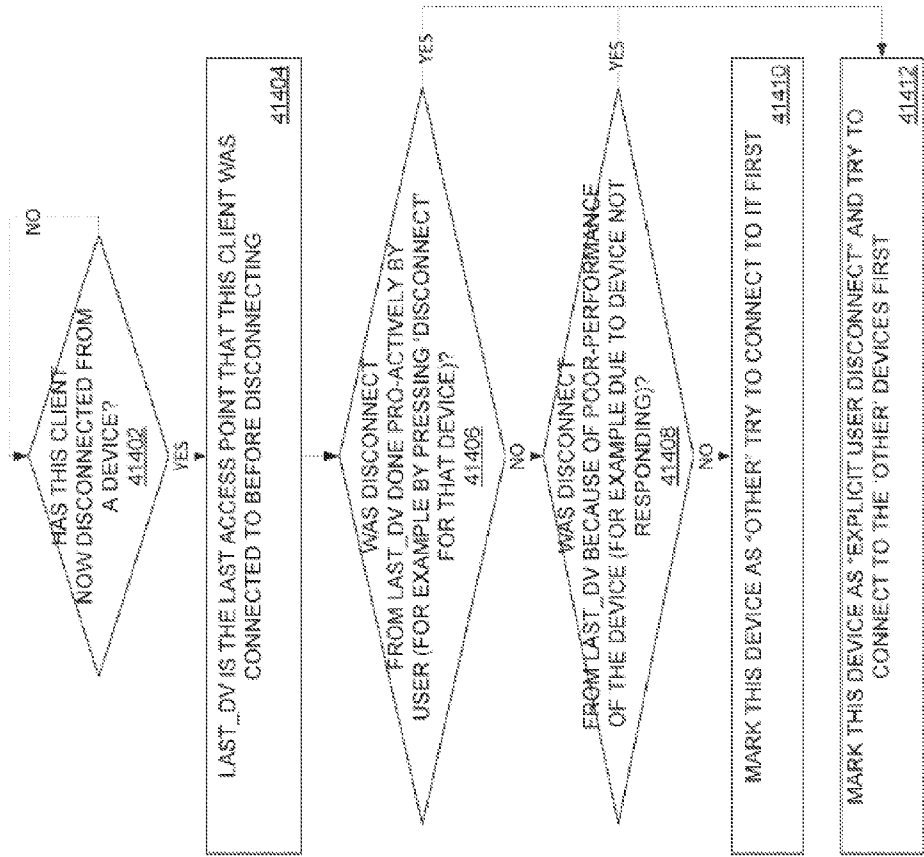 HAS THIS CLIENT
NOW DISCONNECTED FROM
A DEVICE?
41402
NO
YES
LAST_DV IS THE LAST ACCESS POINT THAT THIS CLIENT WAS
CONNECTED TO BEFORE DISCONNECTING
41404
WAS DISCONNECT
FROM LAST_DV DONE PRO-ACTIVELY BY
USER (FOR EXAMPLE BY PRESSING 'DISCONNECT'
FOR THAT DEVICE)?
41406
YES
NO
WAS DISCONNECT
FROM LAST_DV BECAUSE OF POOR-PERFORMANCE
OF THE DEVICE (FOR EXAMPLE DUE TO DEVICE NOT
RESPONDING)?
41408
YES
NO
MARK THIS DEVICE AS "OTHER" TRY TO CONNECT TO IT FIRST
41410
MARK THIS DEVICE AS "EXPLICIT USER DISCONNECT" AND TRY TO
CONNECT TO THE 'OTHER' DEVICES FIRST
41412